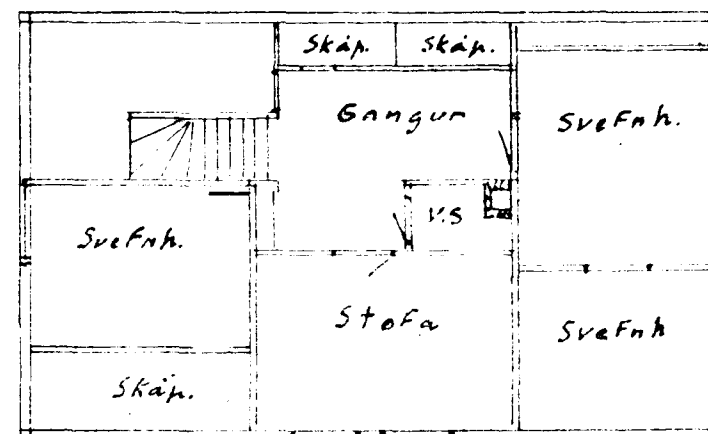 Skáp.
Skáp.
Gangur
Svefnh.
V.S
Svefnh.
Stofa
Svefnh
Skáp.